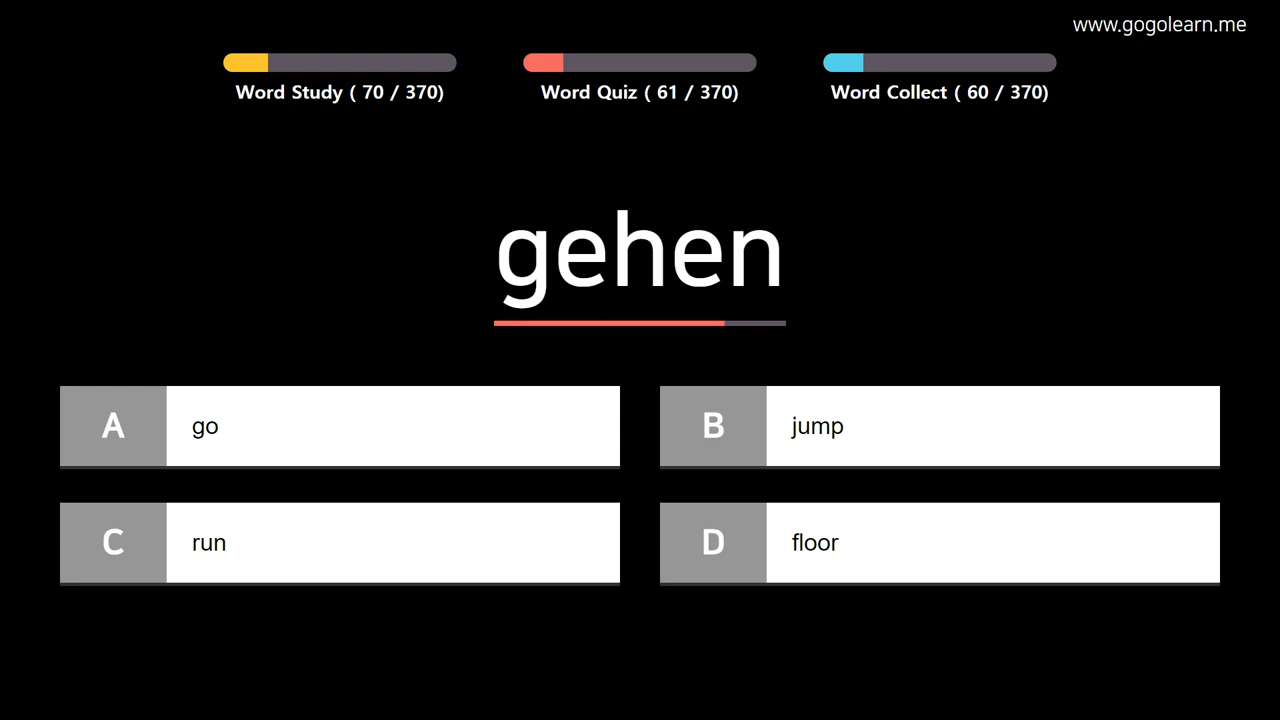 www.gogolearn.me
Word Study ( 70 / 370)
Word Quiz ( 61 / 370)
Word Collect ( 60 / 370)
gehen
A go
B jump
C run
D floor